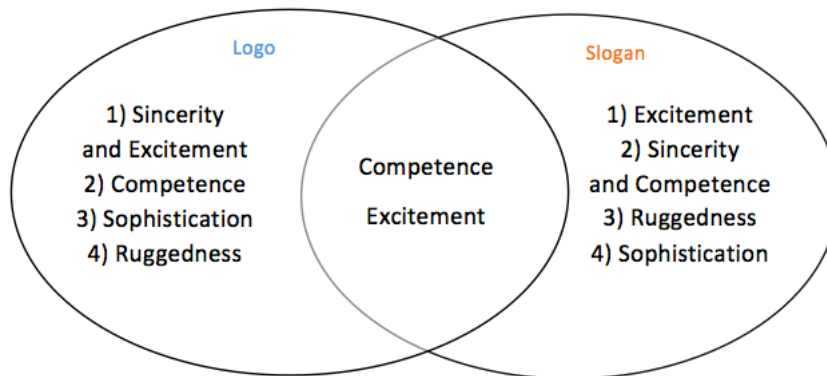 Logo
1) Sincerity
and Excitement
2) Competence
3) Sophistication
4) Ruggedness
Competence
Excitement
Slogan
1) Excitement
2) Sincerity
and Competence
3) Ruggedness
4) Sophistication